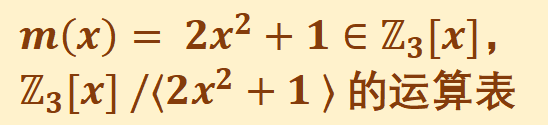 m(x) = 2x² + 1 ∈ ℤ₃[x],
ℤ₃[x] /⟨2x² + 1 ⟩ 的运算表